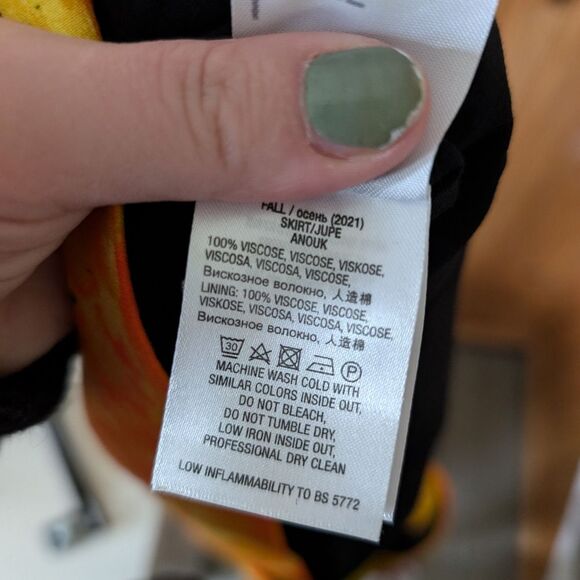 FALL / осень (2021)
SKIRT/JUPE
ANOUK
100% VISCOSE, VISCOSE, VISKOSE,
VISCOSA, VISCOSA, VISCOSE,
Вискозное волокно, 人造棉
LINING: 100% VISCOSE, VISCOSE,
VISKOSE, VISCOSA, VISCOSA, VISCOSE,
Вискозное волокно, 人造棉
30 P
MACHINE WASH COLD WITH
SIMILAR COLORS INSIDE OUT,
DO NOT BLEACH,
DO NOT TUMBLE DRY,
LOW IRON INSIDE OUT,
PROFESSIONAL DRY CLEAN
LOW INFLAMMABILITY TO BS 5772